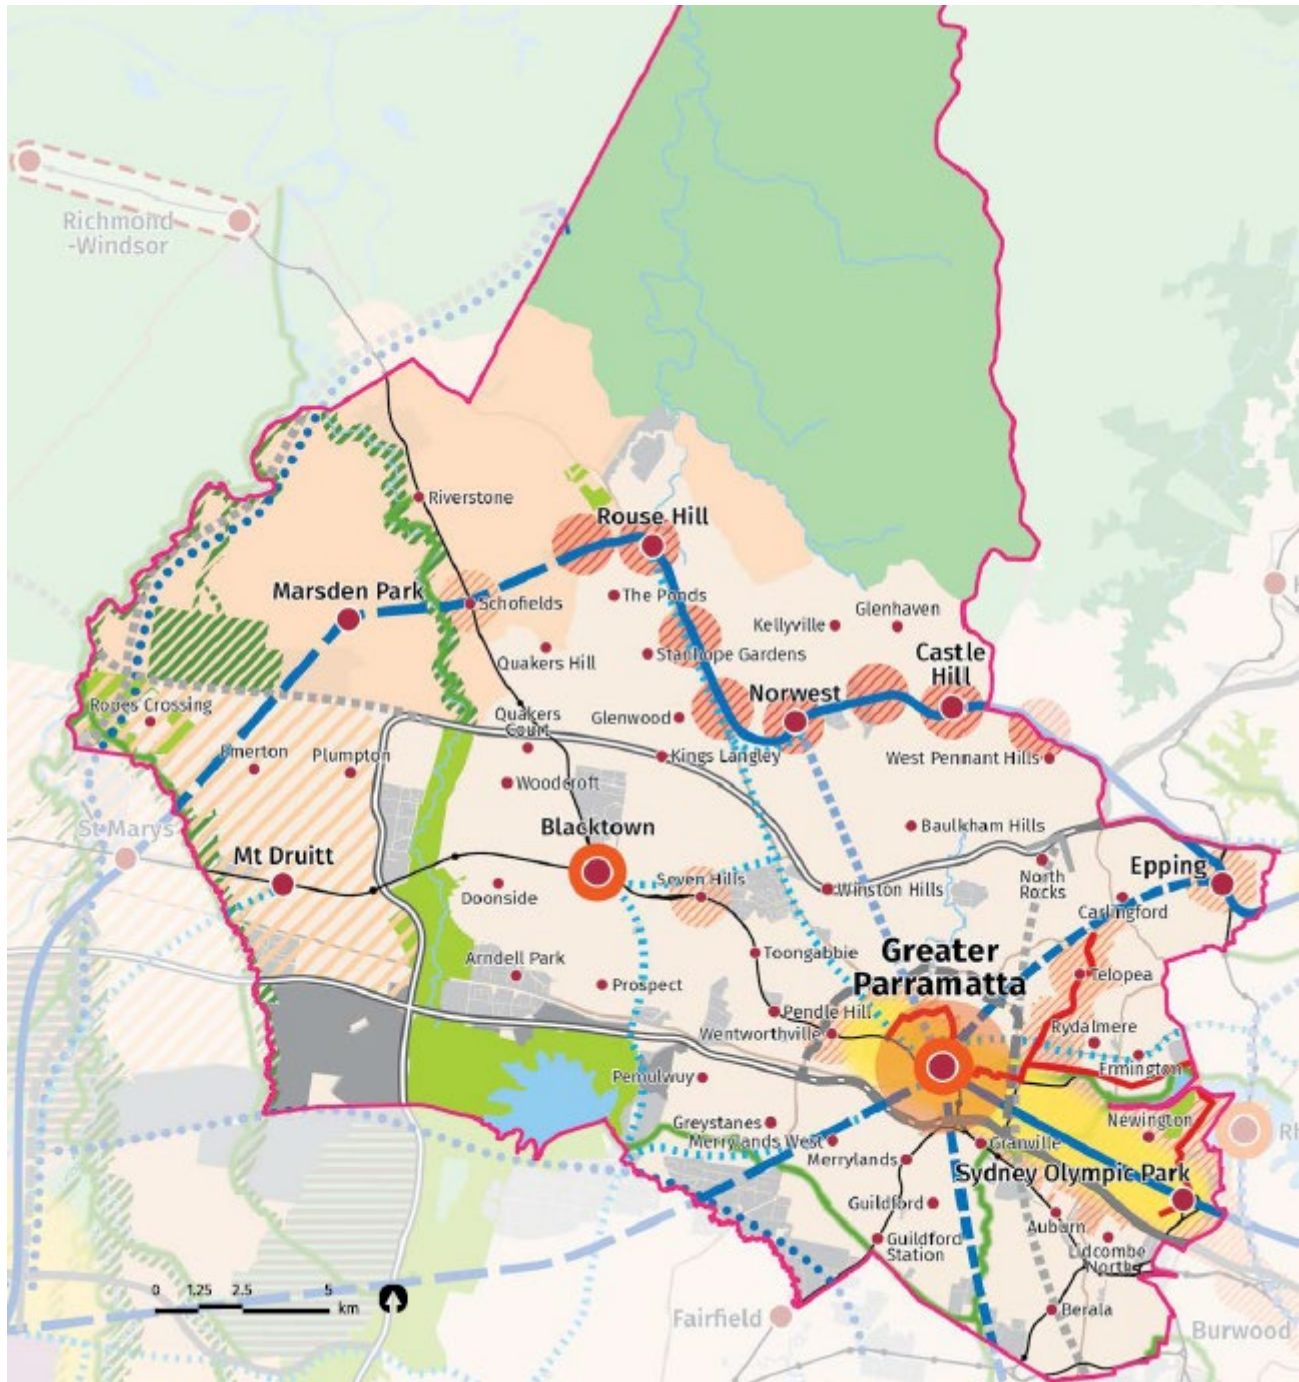 Richmond
-Windsor
Riverstone
Rouse Hill
Marsden Park
Schofields
The Ponds
Glenhaven
Kellyville
Quakers Hill
Stanhope Gardens
Castle
Hill
Norwest
Ropes Crossing
Quakers
Court
Glenwood
Emerton
Plumpton
Kings Langley
West Pennant Hills
Woodcroft
St Marys
Blacktown
Baulkham Hills
Mt Druitt
Epping
Seven Hills
Winston Hills
North
Rocks
Doonside
Carlingford
Greater
Parramatta
Toongabbie
Arndell Park
Prospect
Telopea
Pendle Hill
Wentworthville
Rydalmere
Ermington
Pemulwuy
Greystanes
Newington
Merrylands West
Granville
Merrylands
Sydney Olympic Park
Guildford
Auburn
Guildford
Station
Lidcombe
North
0 1.25 2.5 5
km
Fairfield
Berala
Burwood